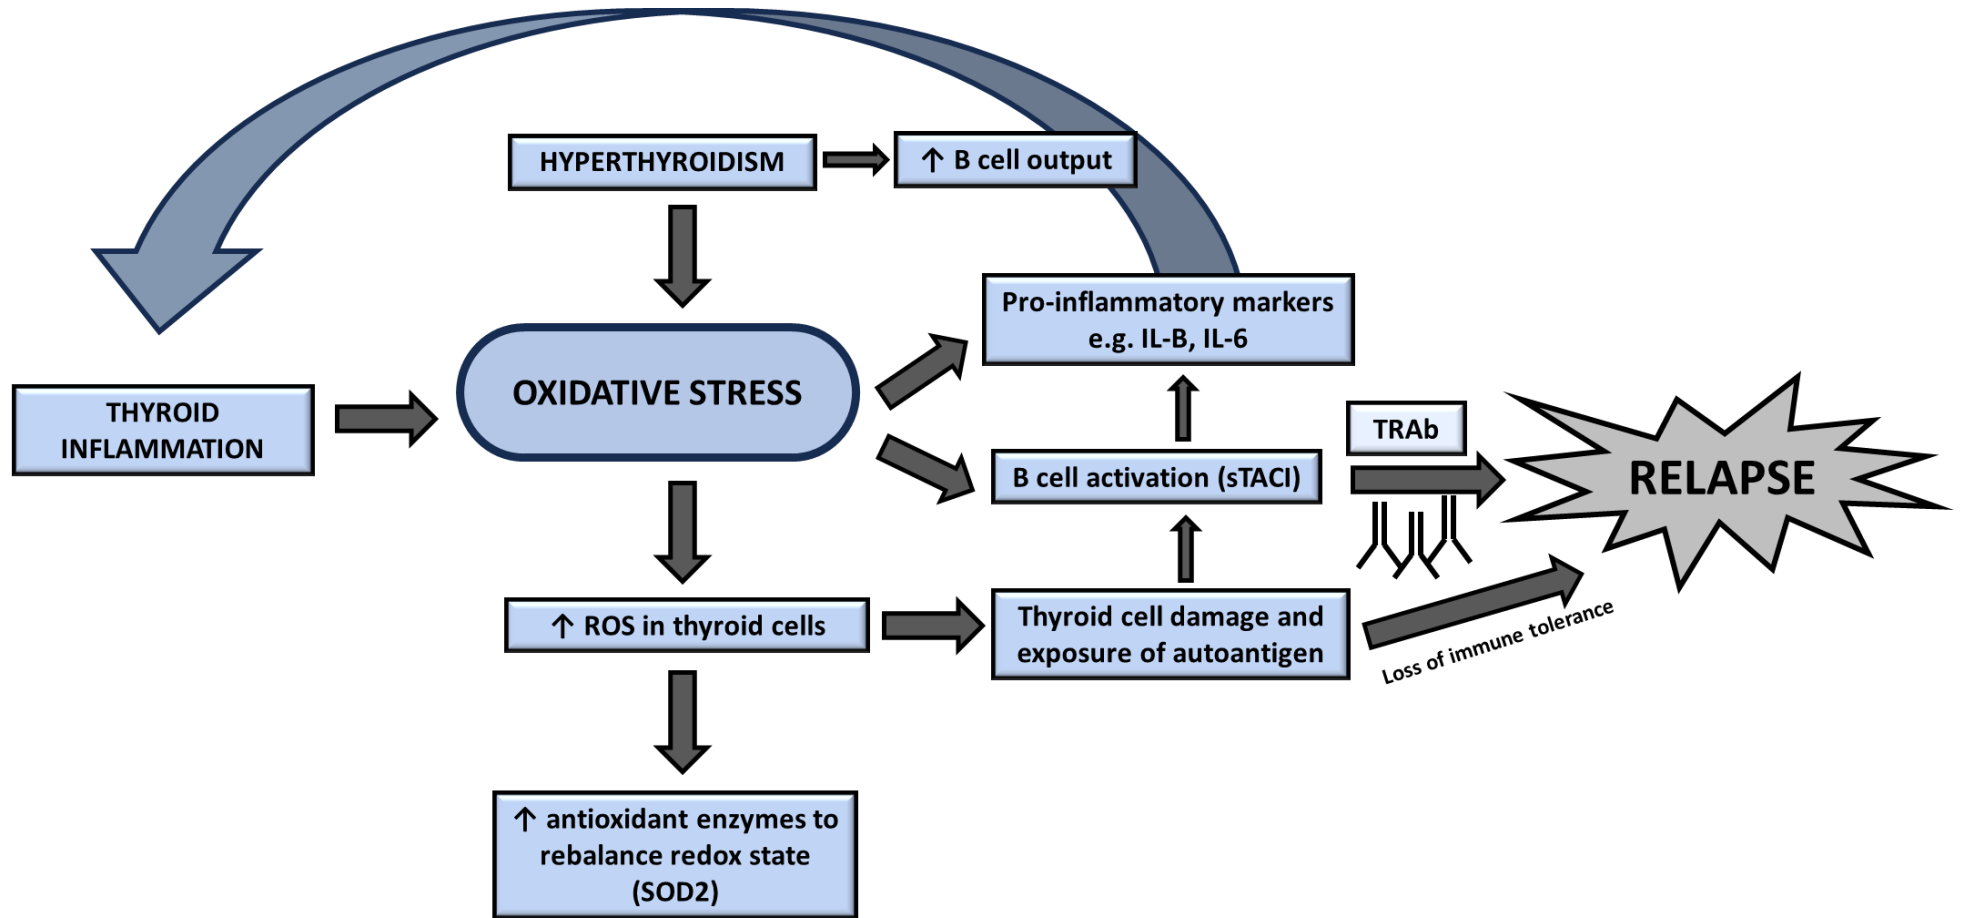 HYPERTHYROIDISM
↑ B cell output
Pro-inflammatory markers
e.g. IL-B, IL-6
THYROID
INFLAMMATION
OXIDATIVE STRESS
TRAb
B cell activation (sTACI)
RELAPSE
↑ ROS in thyroid cells
Thyroid cell damage and
exposure of autoantigen
Loss of immune tolerance
↑ antioxidant enzymes to
rebalance redox state
(SOD2)